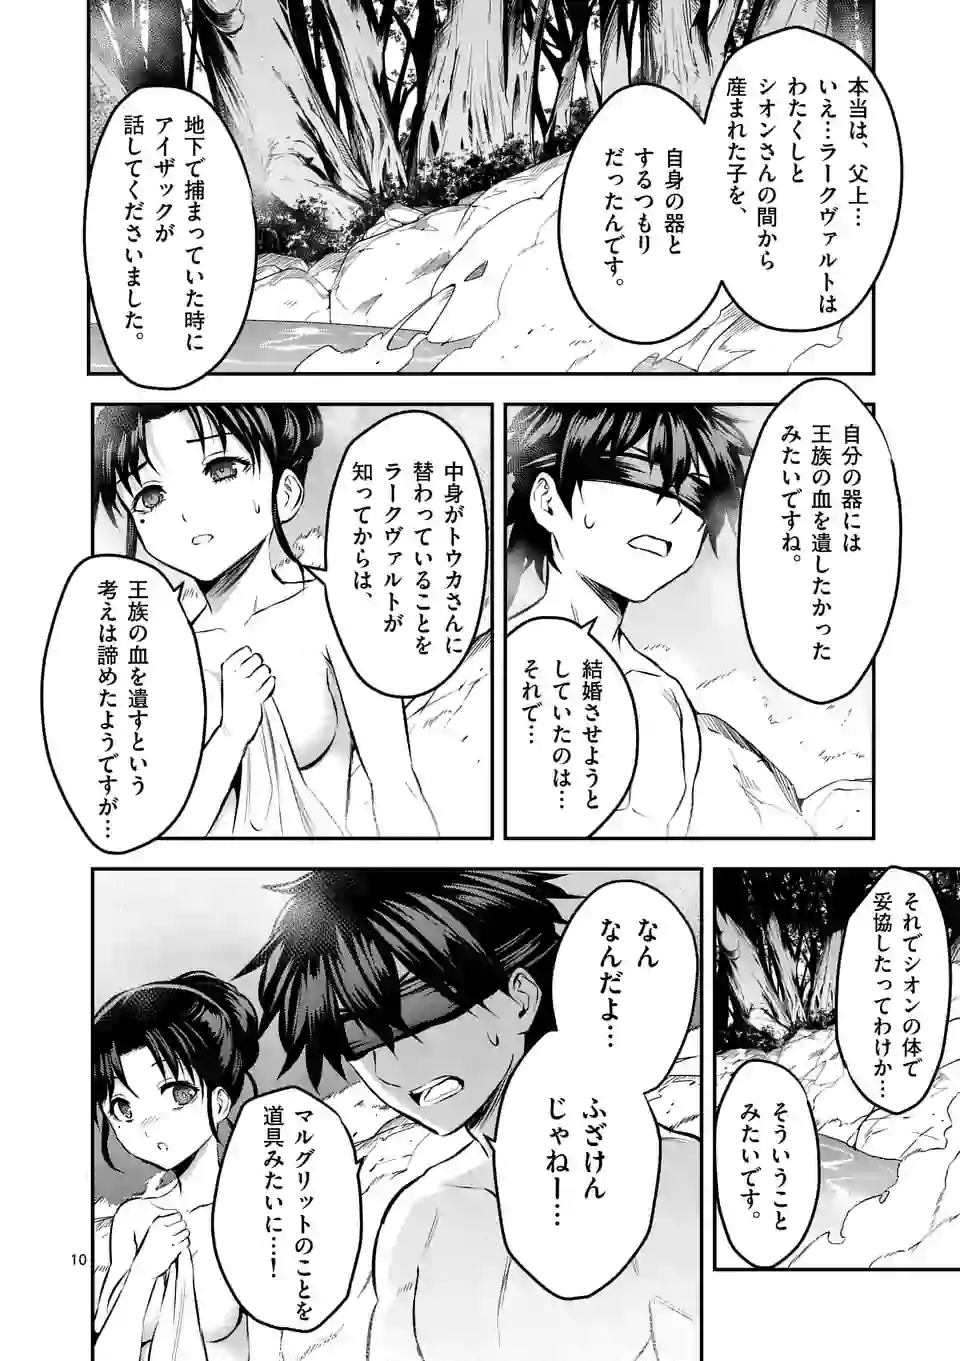 本当は、父上…
いえ…ラークヴァルトは
わたくしと
シオンさんの間から
産まれた子を、
自身の器と
するつもり
だったんです。
地下で捕まっていた時に
アイザックが
話してくださいました。
自分の器には
王族の血を遺したかった
みたいですね。
結婚させようと
していたのは…
それで…
中身がトウカさんに
替わっていることを
ラークヴァルトが
知ってからは、
王族の血を遺すという
考えは諦めたようですが…
それでシオンの体で
妥協したってわけか…
そういうこと
みたいです。
なん
なんだよ…
ふざけん
じゃねー…
マルグリットのことを
道具みたいに…!
10